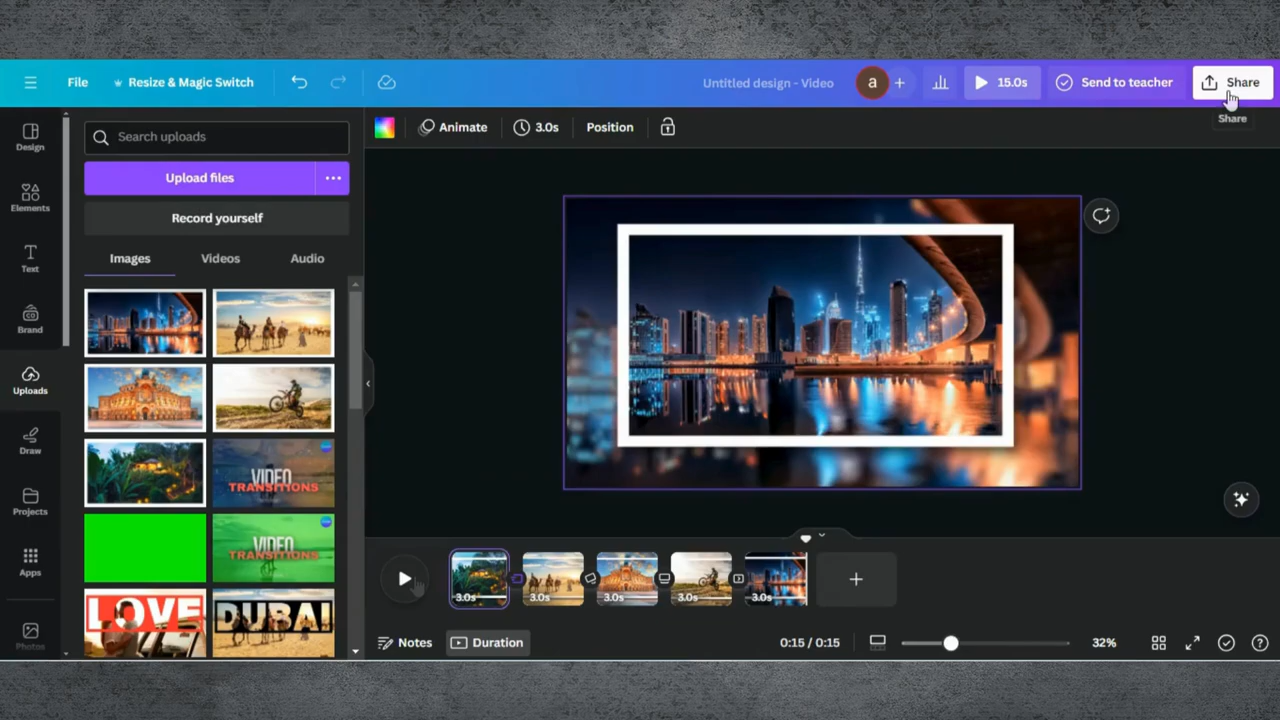 File
Resize & Magic Switch
Untitled design - Video
a
15.0s
Send to teacher
Share
Share
Design
Elements
Text
Brand
CO
Uploads
Draw
Projects
Apps
Photos
Search uploads
Upload files
Record yourself
Images
Videos
Audio
VIDEO
TRANSITIONS
VIDEO
TRANSITIONS
LOVE
DUBAI
Animate
3.0s
Position
3.0s
3.0s
3.0s
3.0s
3.0s
Notes
Duration
0:15 / 0:15
32%